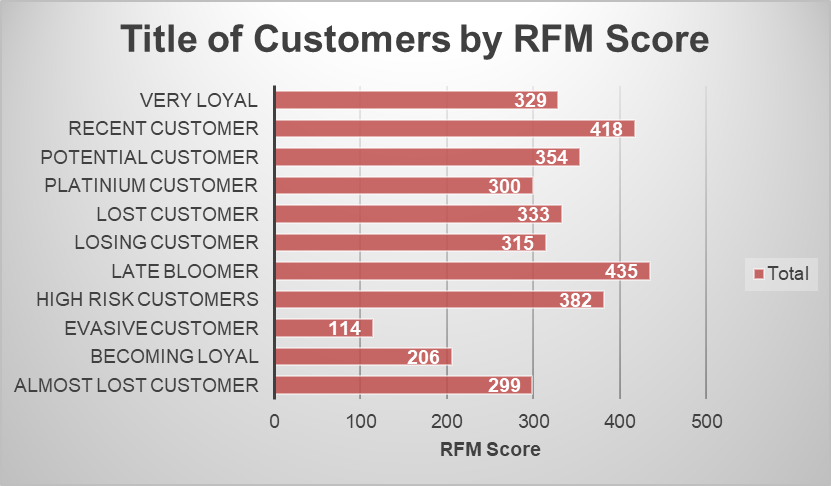 Title of Customers by RFM Score
VERY LOYAL 329
RECENT CUSTOMER 418
POTENTIAL CUSTOMER 354
PLATINIUM CUSTOMER 300
LOST CUSTOMER 333
LOSING CUSTOMER 315
LATE BLOOMER 435
Total
HIGH RISK CUSTOMERS 382
EVASIVE CUSTOMER 114
BECOMING LOYAL 206
ALMOST LOST CUSTOMER 299
0 100 200 300 400 500
RFM Score